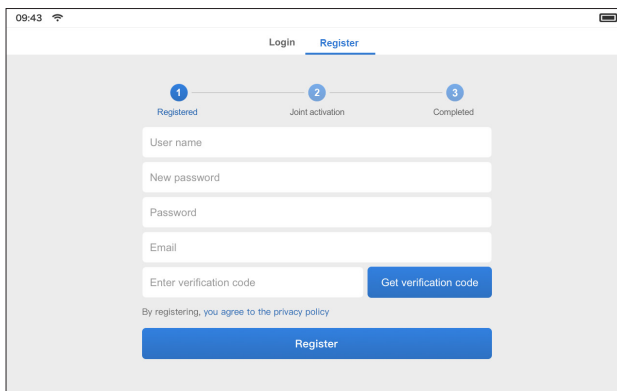 09:43
Login Register
1 2 3
Registered Joint activation Completed
User name
New password
Password
Email
Enter verification code Get verification code
By registering, you agree to the privacy policy
Register